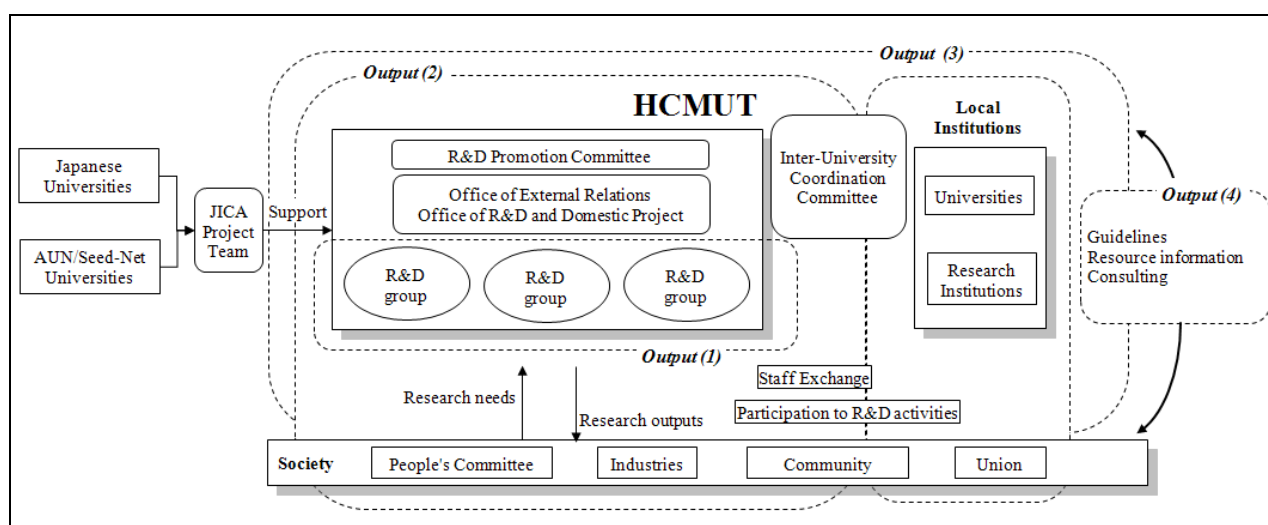 Output (3)
Output (2)
HCMUT
Local
Institutions
Japanese
Universities
AUN/Seed-Net
Universities
JICA
Project
Team
Support
R&D Promotion Committee
Office of External Relations
Office of R&D and Domestic Project
R&D
group
R&D
group
R&D
group
Output (1)
Inter-University
Coordination
Committee
Universities
Research
Institutions
Output (4)
Guidelines
Resource information
Consulting
Staff Exchange
Participation to R&D activities
Research needs
Research outputs
Society
People's Committee
Industries
Community
Union